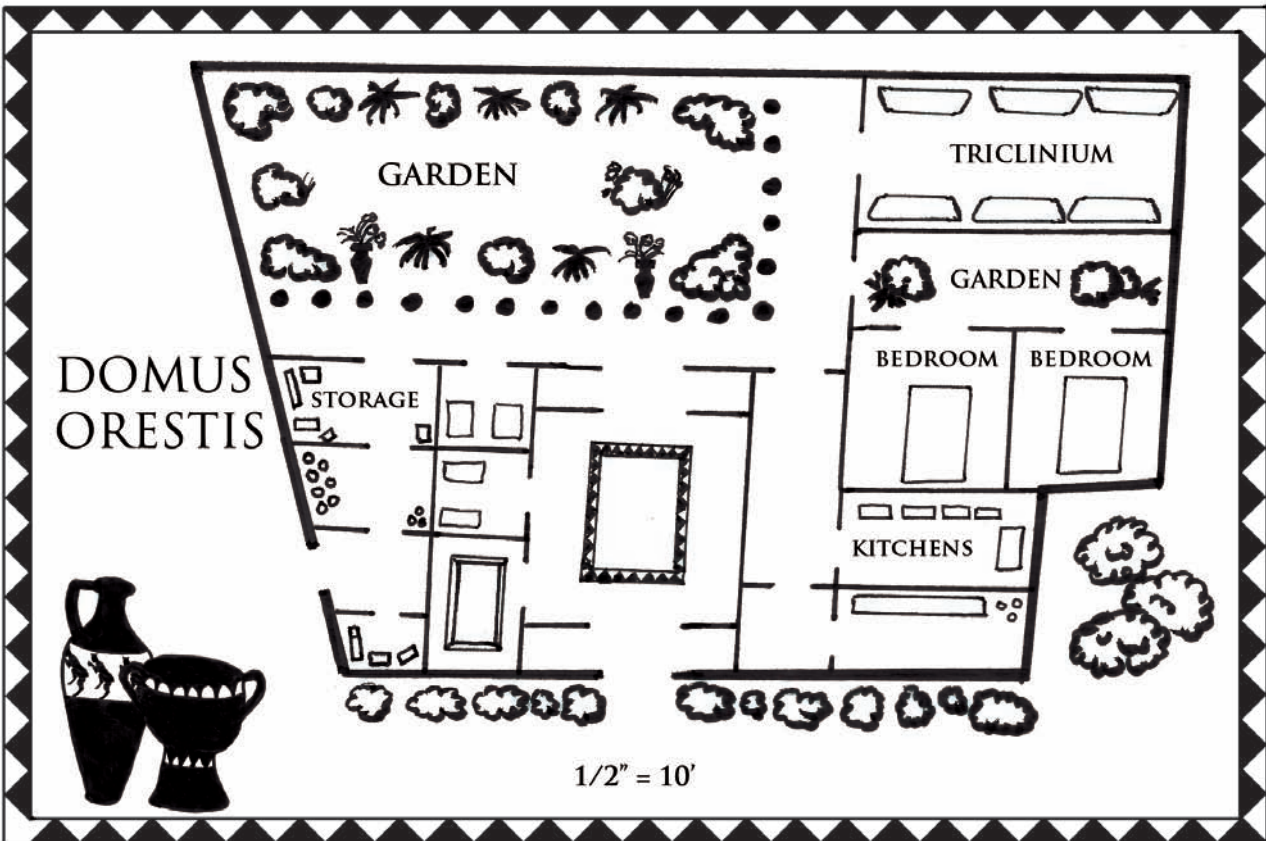 GARDEN
TRICLINIUM
GARDEN
DOMUS
ORESTIS
STORAGE
BEDROOM
BEDROOM
KITCHENS
1/2” = 10’